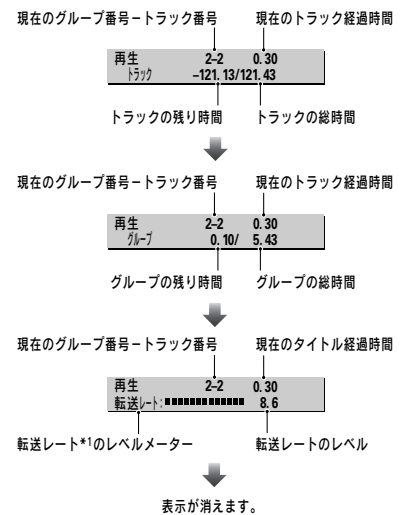 現在のグループ番号－トラック番号 現在のトラック経過時間
再生 2–2 0.30
トラック –121.13/121.43
トラックの残り時間 トラックの総時間
現在のグループ番号－トラック番号 現在のトラック経過時間
再生 2–2 0.30
グループ 0.10/ 5.43
グループの残り時間 グループの総時間
現在のグループ番号－トラック番号 現在のタイトル経過時間
再生 2–2 0.30
転送レート: 8.6
転送レート*1のレベルメーター 転送レートのレベル
表示が消えます。